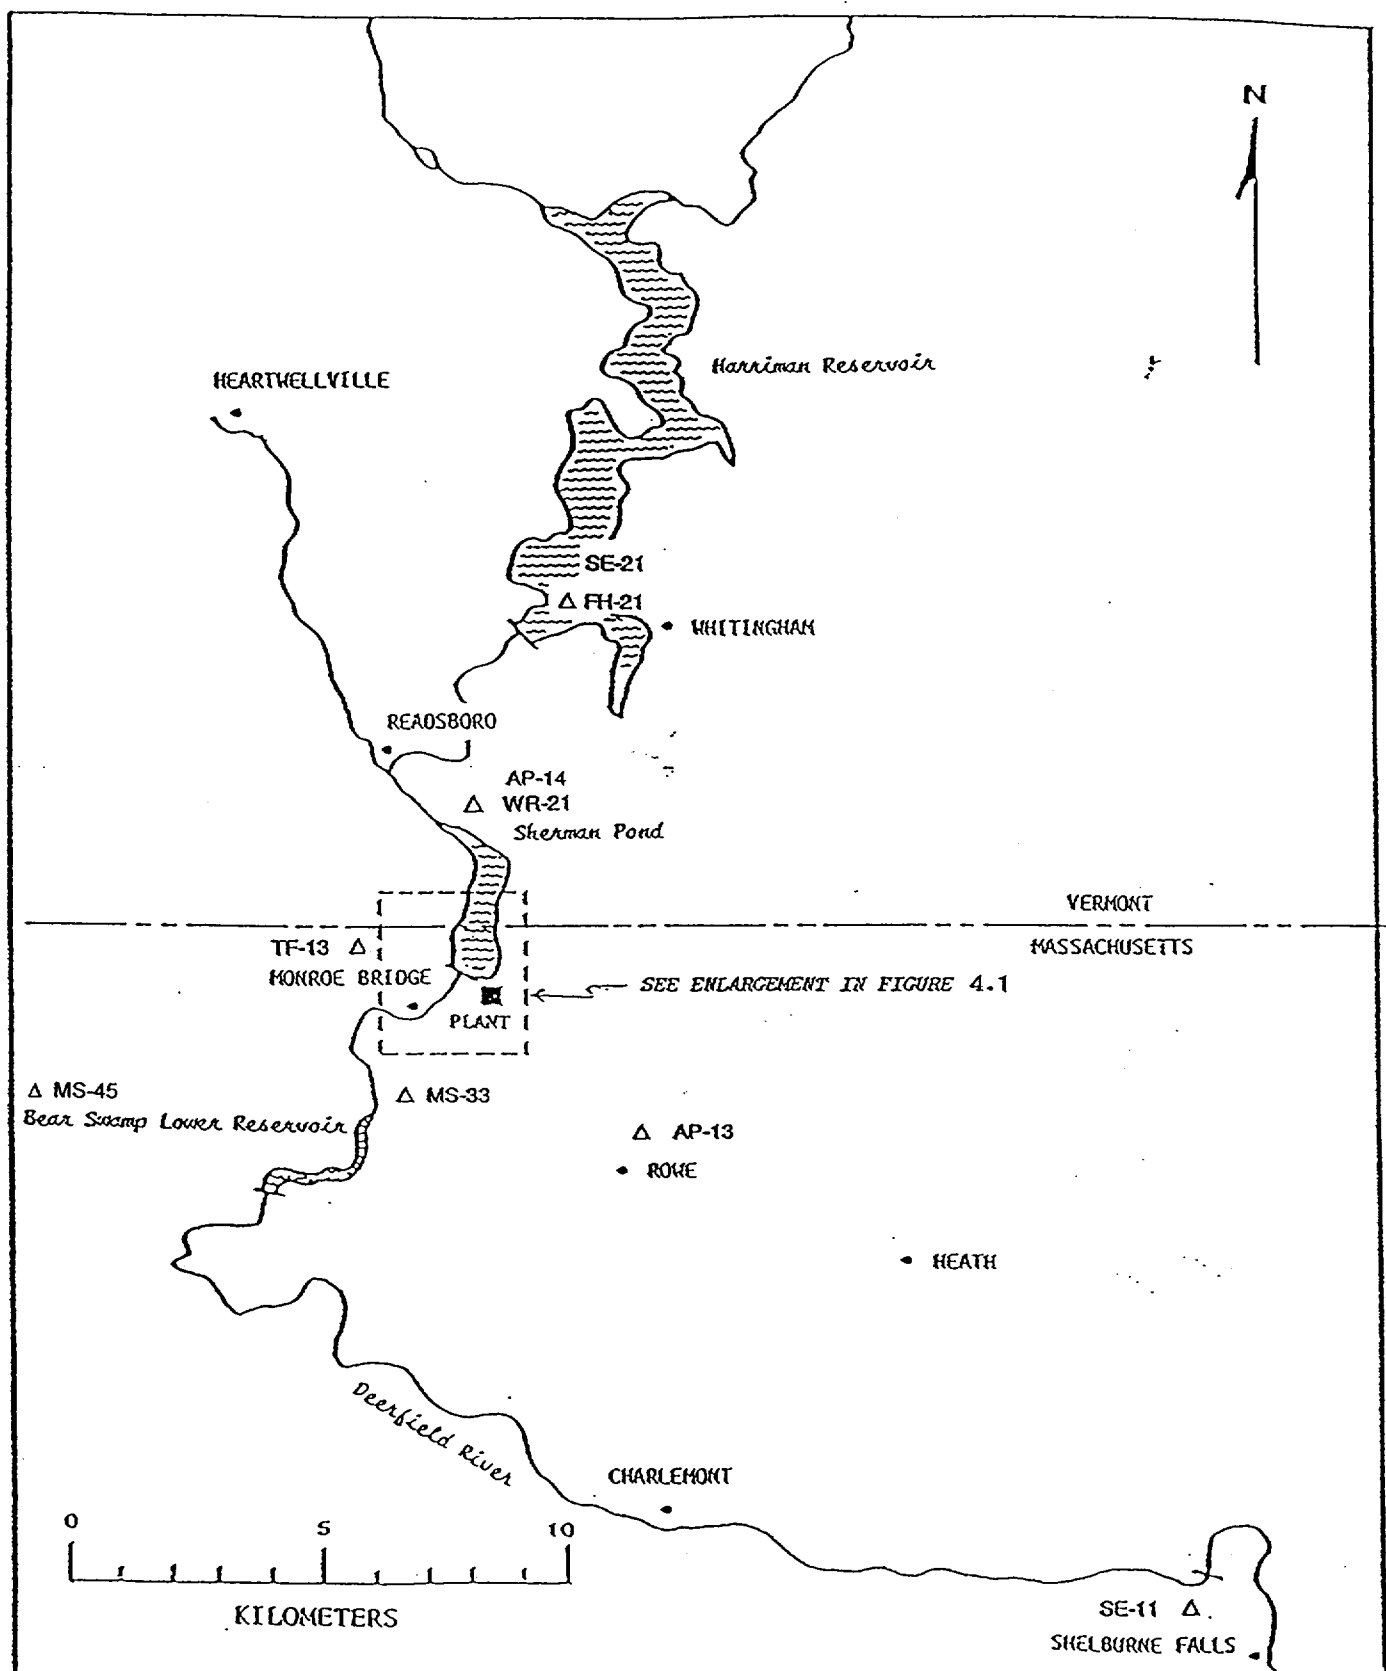 N
Harriman Reservoir
HEARTWELLVILLE
SE-21
FH-21
WHITINGHAM
READSBORO
AP-14
WR-21
Sherman Pond
VERMONT
TF-13
MASSACHUSETTS
MONROE BRIDGE
SEE ENLARGEMENT IN FIGURE 4.1
PLANT
MS-45
MS-33
Bear Swamp Lower Reservoir
AP-13
ROWE
HEATH
Deerfield River
CHARLEMONT
0 5 10
KILOMETERS
SE-11
SHELBURNE FALLS